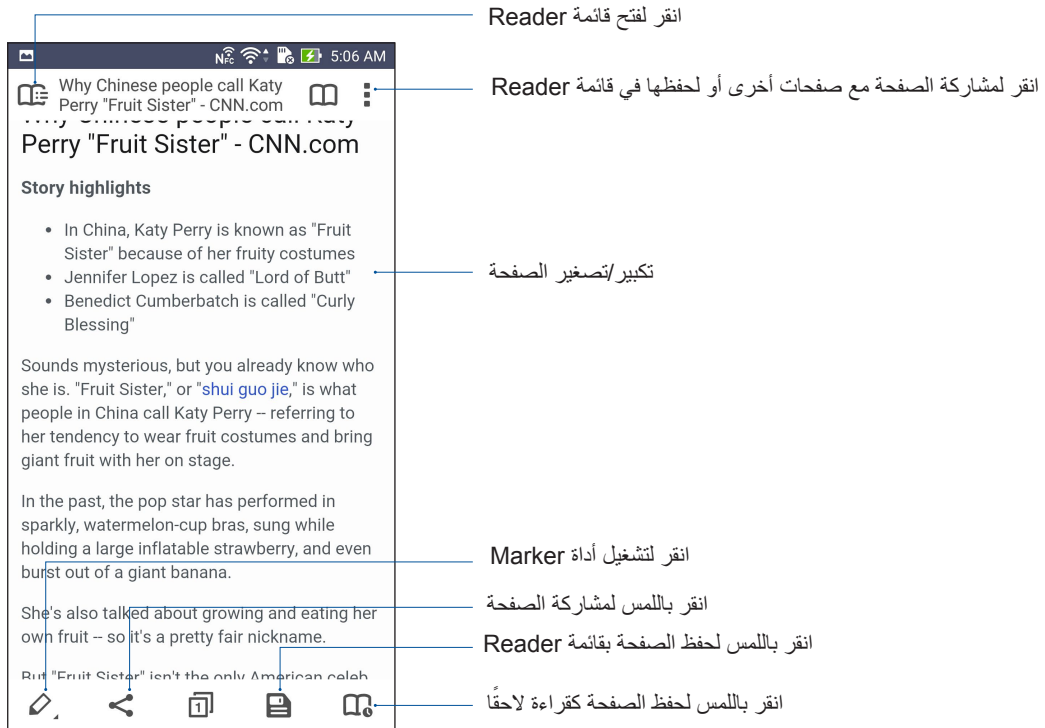 انقر لفتح قائمة Reader
NFC 5:06 AM
Why Chinese people call Katy
Perry "Fruit Sister" - CNN.com
انقر لمشاركة الصفحة مع صفحات أخرى أو لحفظها في قائمة Reader
Why Chinese people call Katy
Perry "Fruit Sister" - CNN.com
Story highlights
• In China, Katy Perry is known as "Fruit
Sister" because of her fruity costumes
• Jennifer Lopez is called "Lord of Butt"
تكبير/تصغير الصفحة
• Benedict Cumberbatch is called "Curly
Blessing"
Sounds mysterious, but you already know who
she is. "Fruit Sister," or "shui guo jie," is what
people in China call Katy Perry -- referring to
her tendency to wear fruit costumes and bring
giant fruit with her on stage.
In the past, the pop star has performed in
sparkly, watermelon-cup bras, sung while
holding a large inflatable strawberry, and even
burst out of a giant banana.
انقر لتشغيل أداة Marker
She's also talked about growing and eating her
own fruit -- so it's a pretty fair nickname.
انقر باللمس لمشاركة الصفحة
انقر باللمس لحفظ الصفحة بقائمة Reader
But "Fruit Sister" isn't the only American celeb
1
انقر باللمس لحفظ الصفحة كقراءة لاحقًا